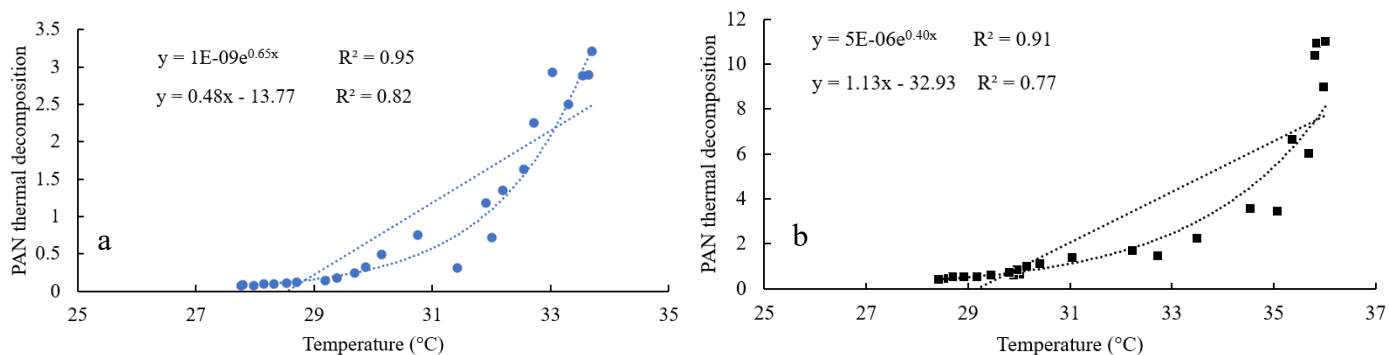 PAN thermal decomposition
3.5
3
2.5
2
1.5
1
0.5
0
y = 1E-09e^0.65x R² = 0.95
y = 0.48x - 13.77 R² = 0.82
a
25 27 29 31 33 35
Temperature (°C)
PAN thermal decomposition
12
10
8
6
4
2
0
y = 5E-06e^0.40x R² = 0.91
y = 1.13x - 32.93 R² = 0.77
b
25 27 29 31 33 35 37
Temperature (°C)